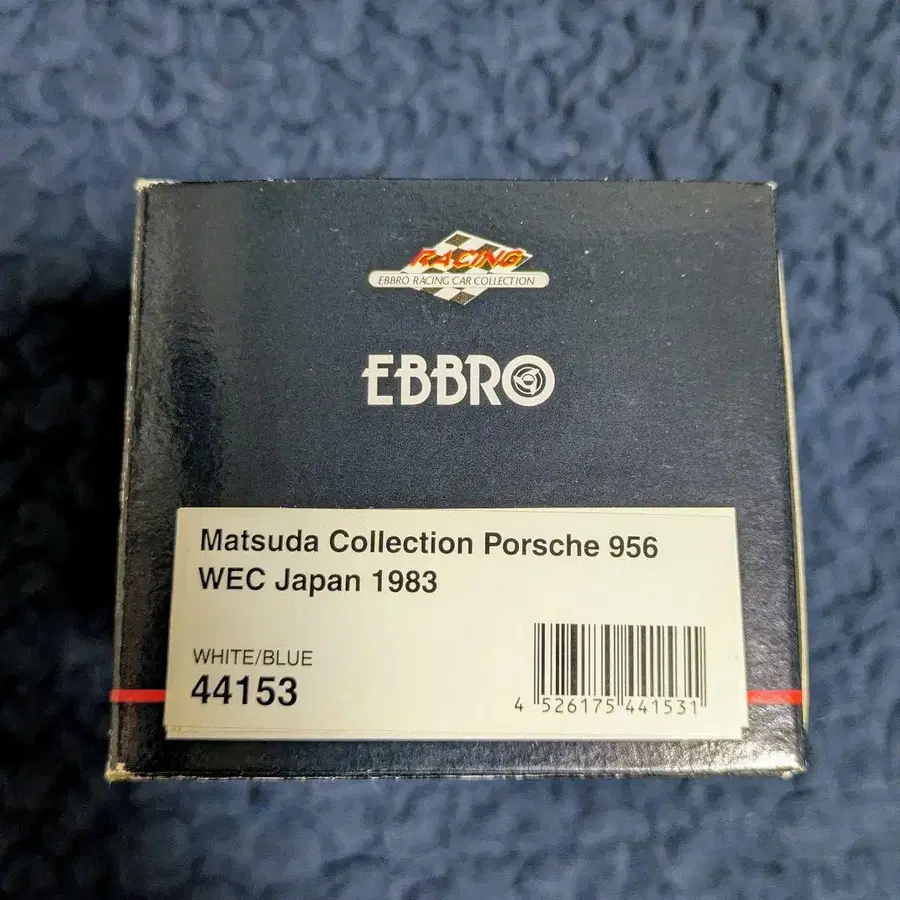 RACING
EBBRO RACING CAR COLLECTION
EBBRO
Matsuda Collection Porsche 956
WEC Japan 1983
WHITE/BLUE
44153
4 526175 441531